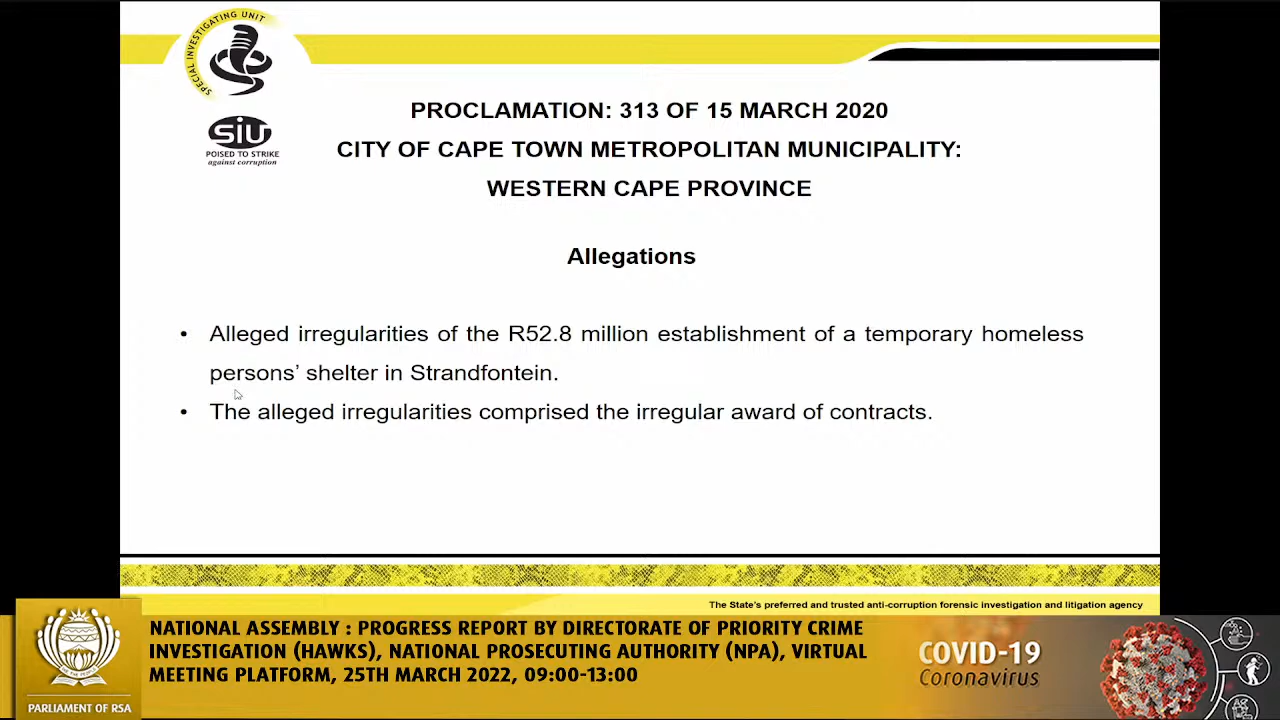 SPECIAL INVESTIGATING UNIT
SIU
POISED TO STRIKE
against corruption
PROCLAMATION: 313 OF 15 MARCH 2020
CITY OF CAPE TOWN METROPOLITAN MUNICIPALITY:
WESTERN CAPE PROVINCE
Allegations
• Alleged irregularities of the R52.8 million establishment of a temporary homeless
persons’ shelter in Strandfontein.
• The alleged irregularities comprised the irregular award of contracts.
The State's preferred and trusted anti-corruption forensic investigation and litigation agency
NATIONAL ASSEMBLY : PROGRESS REPORT BY DIRECTORATE OF PRIORITY CRIME
INVESTIGATION (HAWKS), NATIONAL PROSECUTING AUTHORITY (NPA), VIRTUAL
MEETING PLATFORM, 25TH MARCH 2022, 09:00-13:00
PARLIAMENT OF RSA
COVID-19
Coronavirus